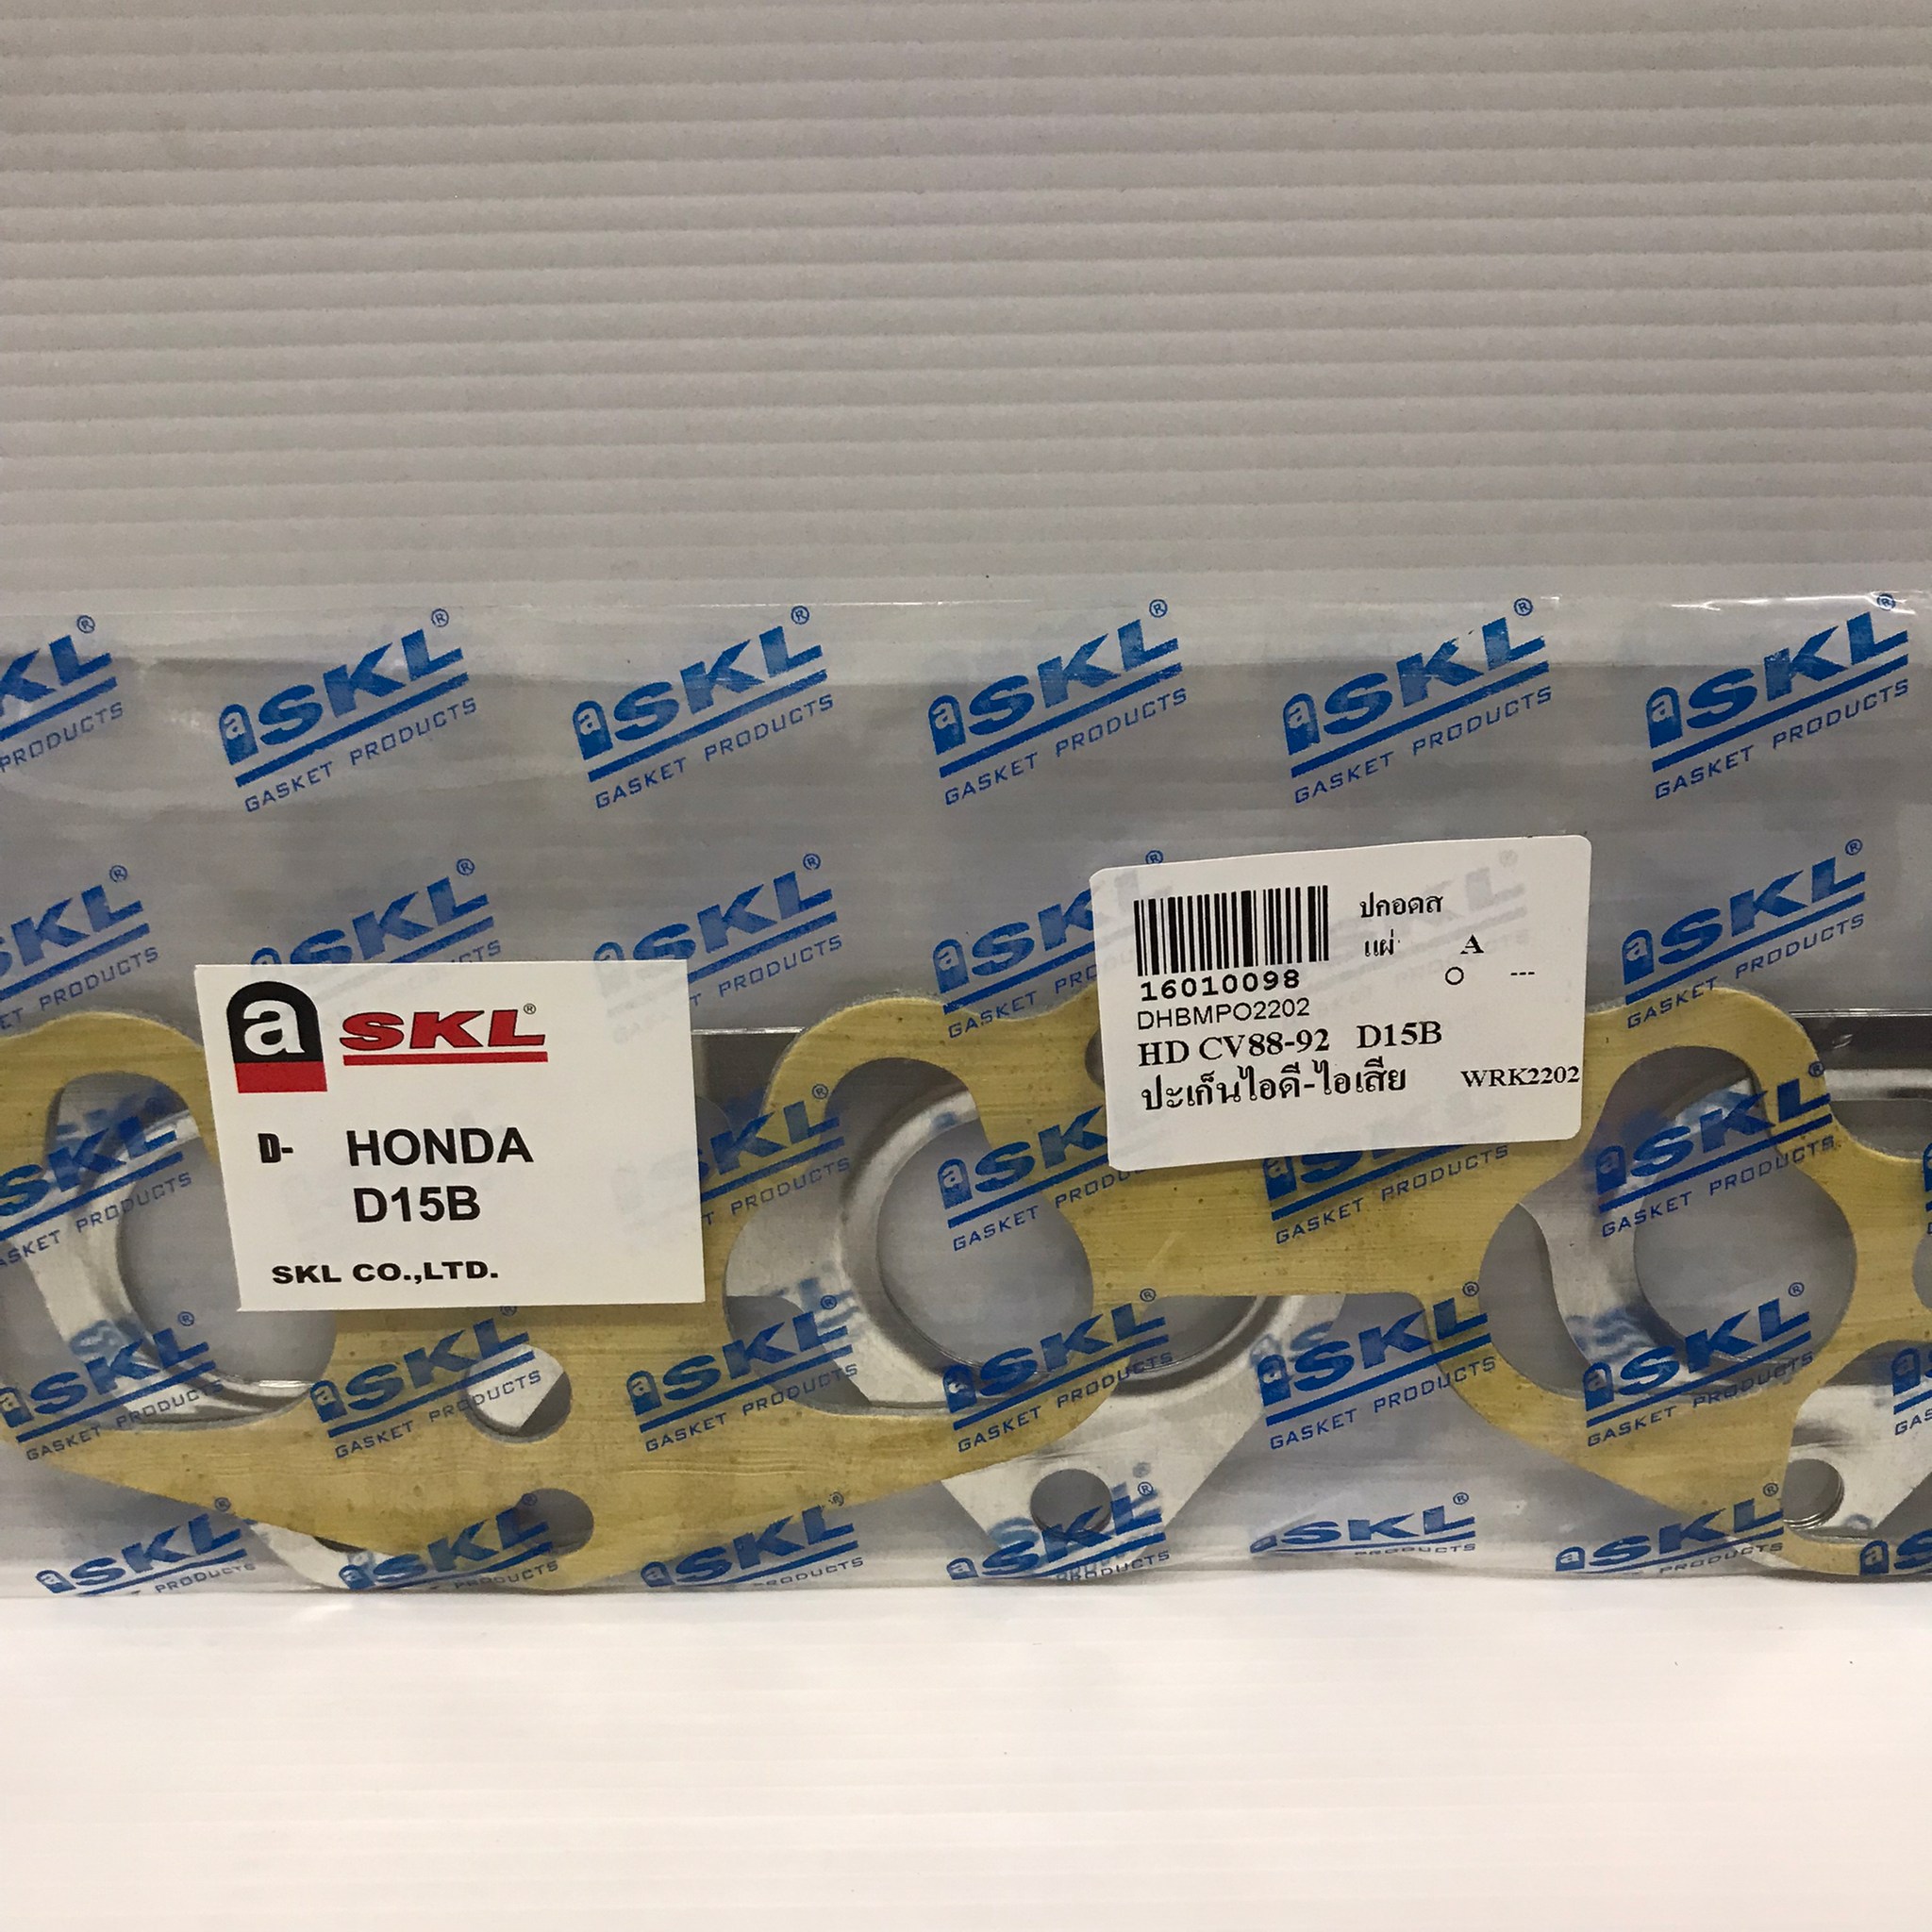 aSKL®
GASKET PRODUCTS
a SKL®
D- HONDA
D15B
SKL CO.,LTD.
ปกอดส
แผ่ A
16010098 O ---
DHBMPO2202
HD CV88-92 D15B
ปะเก็นไอดี-ไอเสีย WRK2202